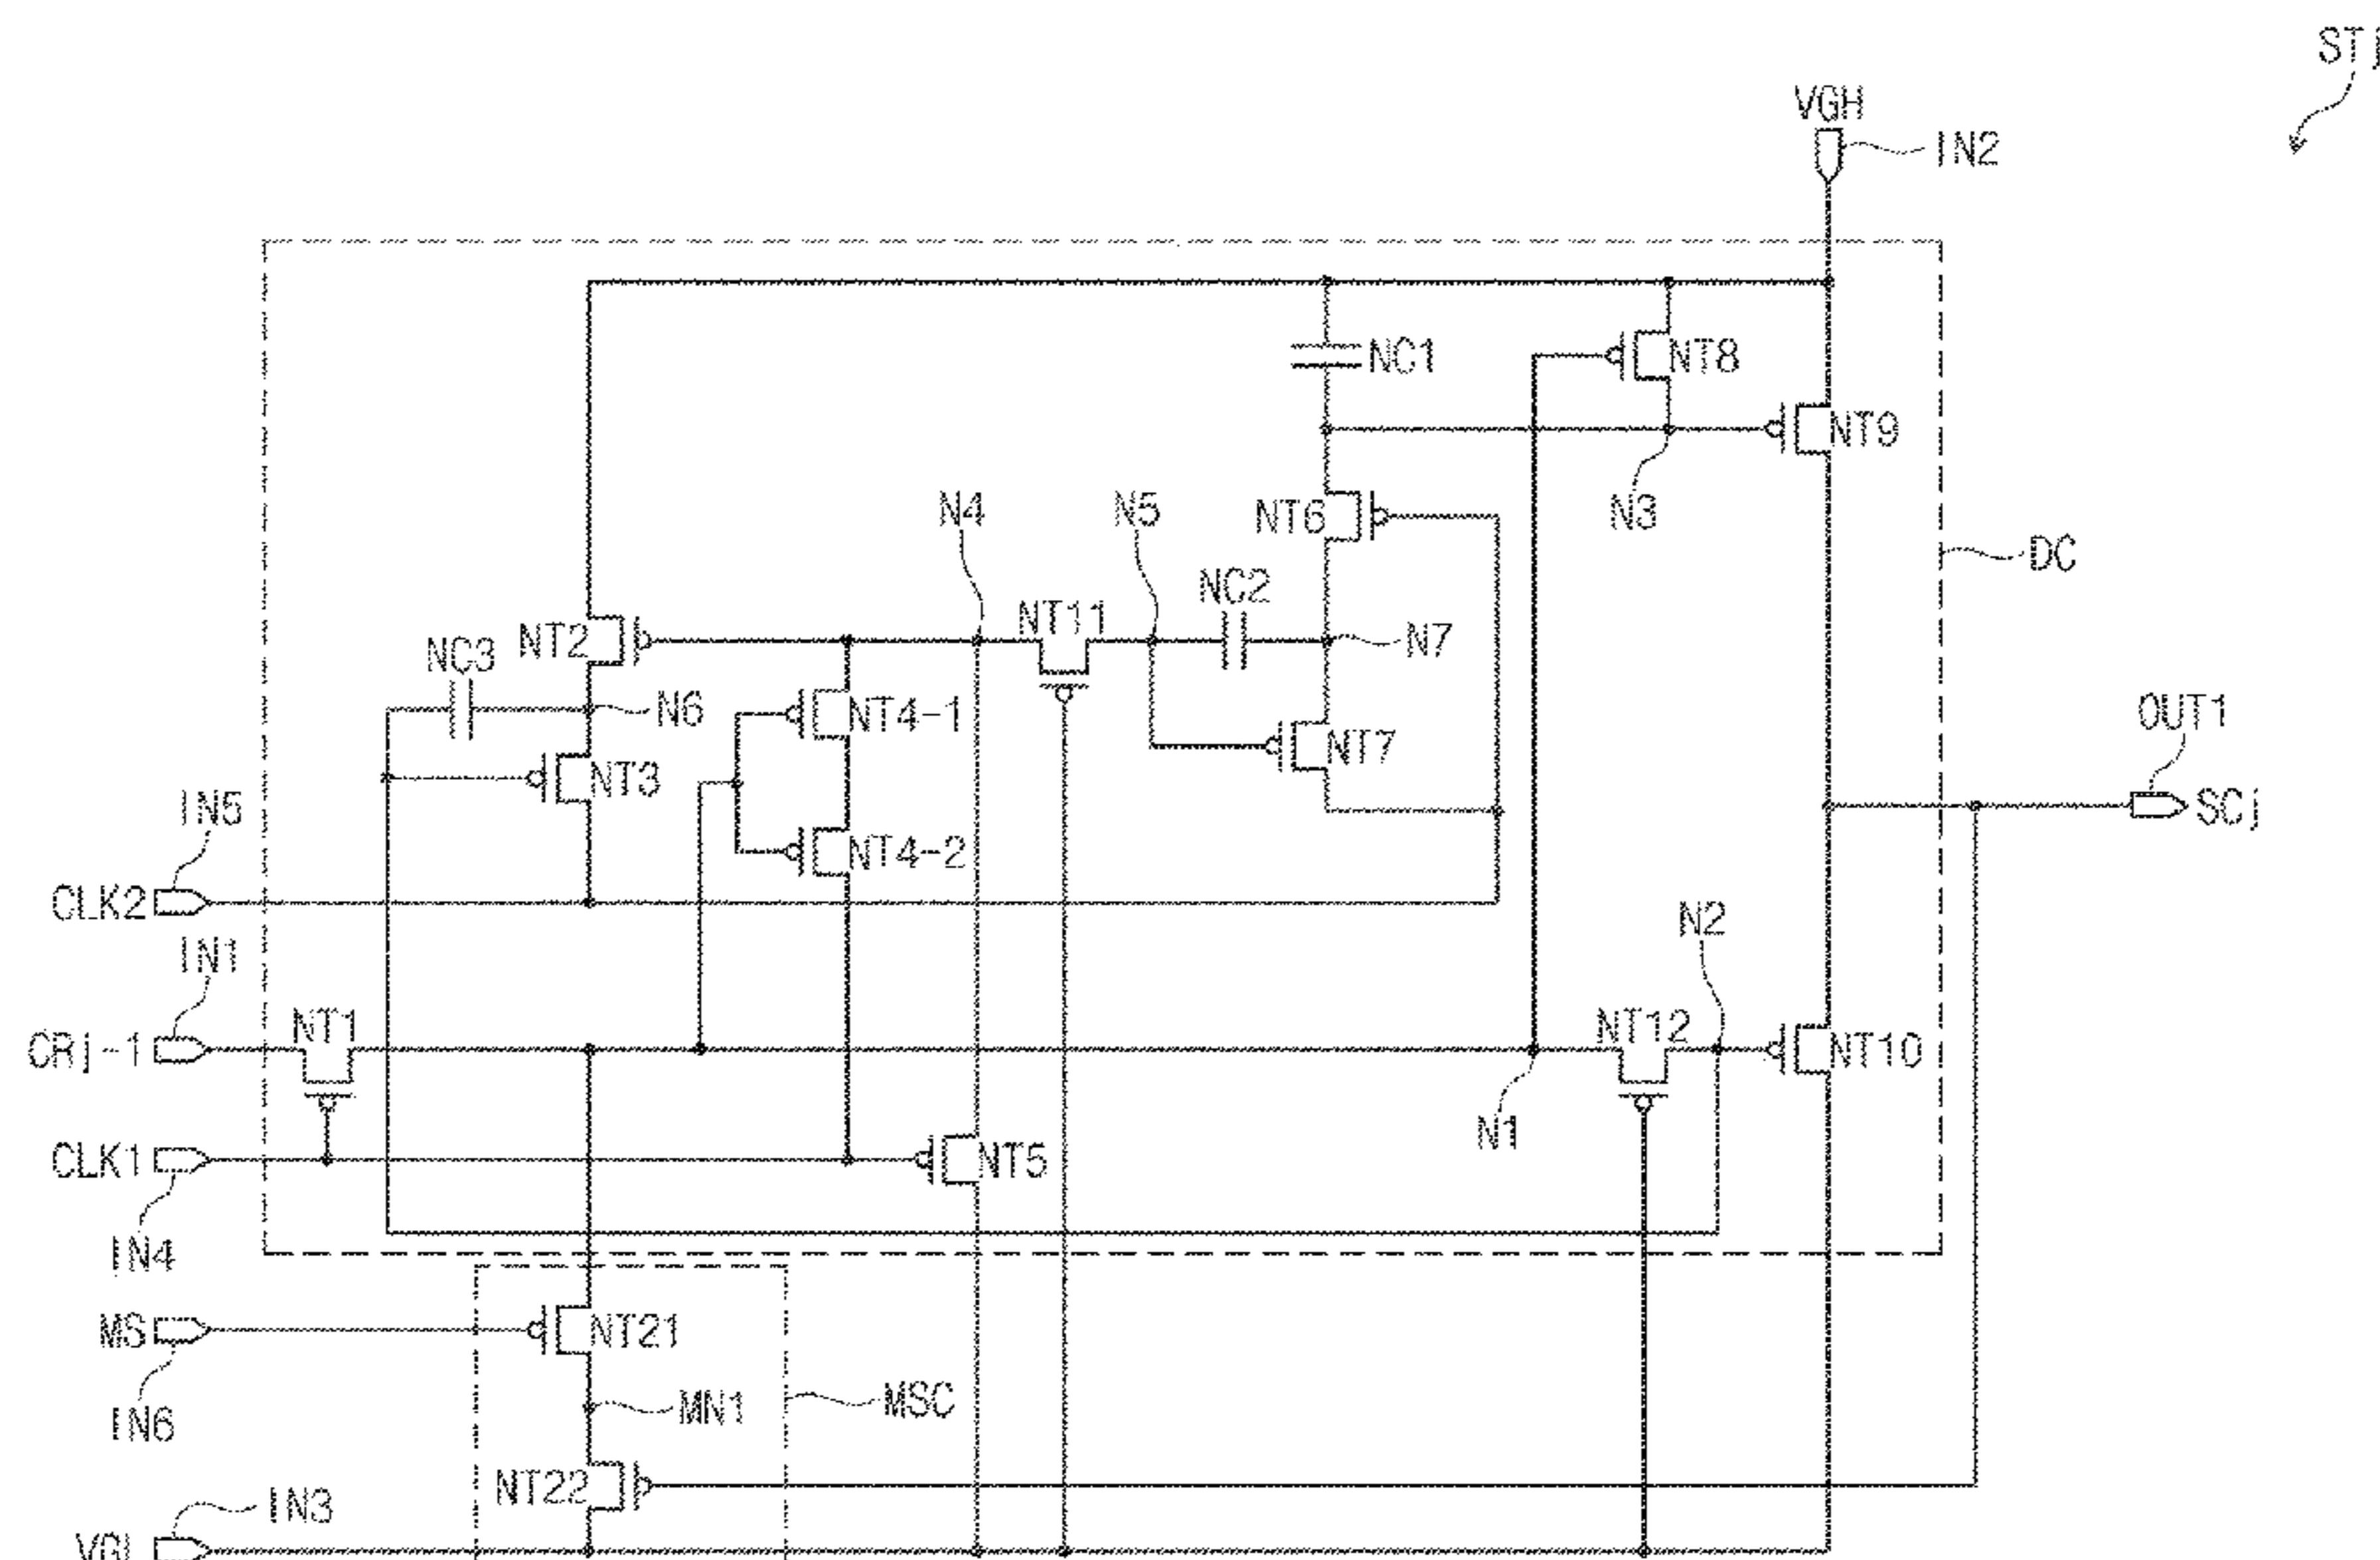 STj
VGH
IN2
NC1
NT8
NT9
N4
N5
NT6
N3
DC
NC2
NT2
NT11
N7
NC3
N6
NT4-1
OUT1
NT3
NT7
IN5
SCj
NT4-2
CLK2
N2
IN1
NT1
NT12
CRj-1
NT10
N1
CLK1
NT5
IN4
MS
NT21
MN1
MSC
IN6
NT22
IN3
VGL